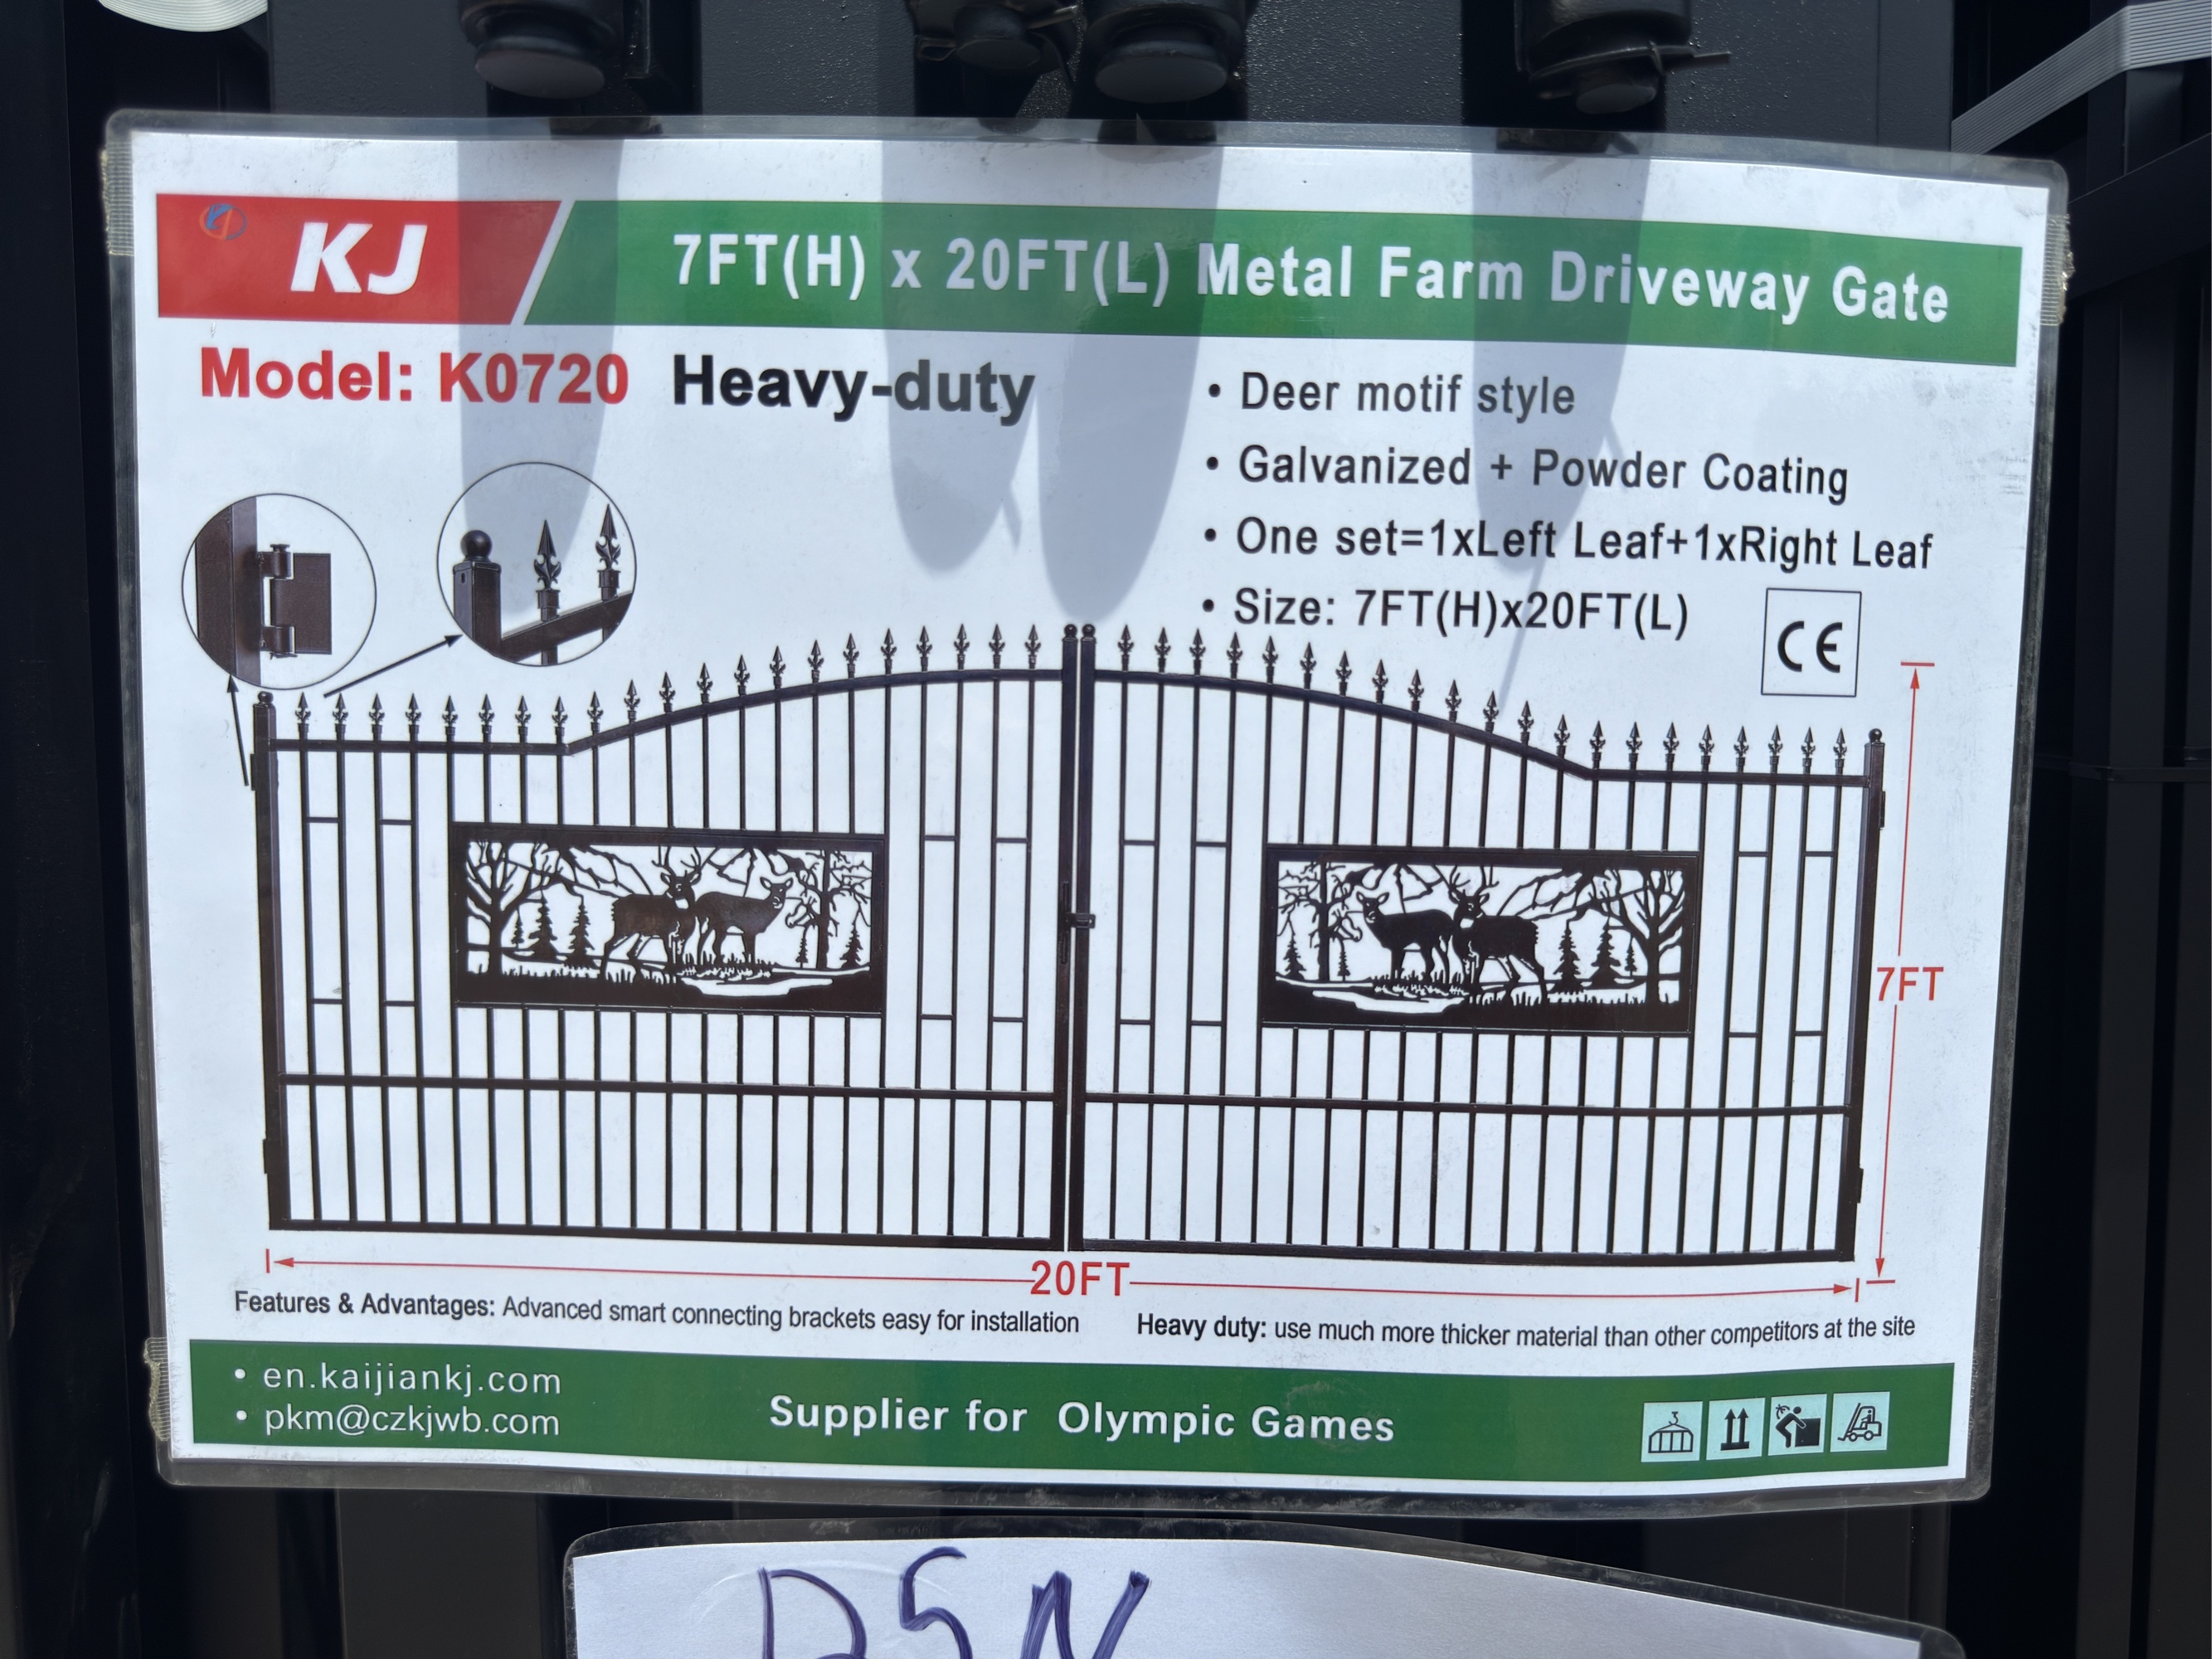 KJ
7FT(H) x 20FT(L) Metal Farm Driveway Gate
Model: K0720 Heavy-duty
• Deer motif style
• Galvanized + Powder Coating
• One set=1xLeft Leaf+1xRight Leaf
• Size: 7FT(H)x20FT(L)
CE
7FT
20FT
Features & Advantages: Advanced smart connecting brackets easy for installation
Heavy duty: use much more thicker material than other competitors at the site
• en.kaijiankj.com
• pkm@czkjwb.com
Supplier for Olympic Games